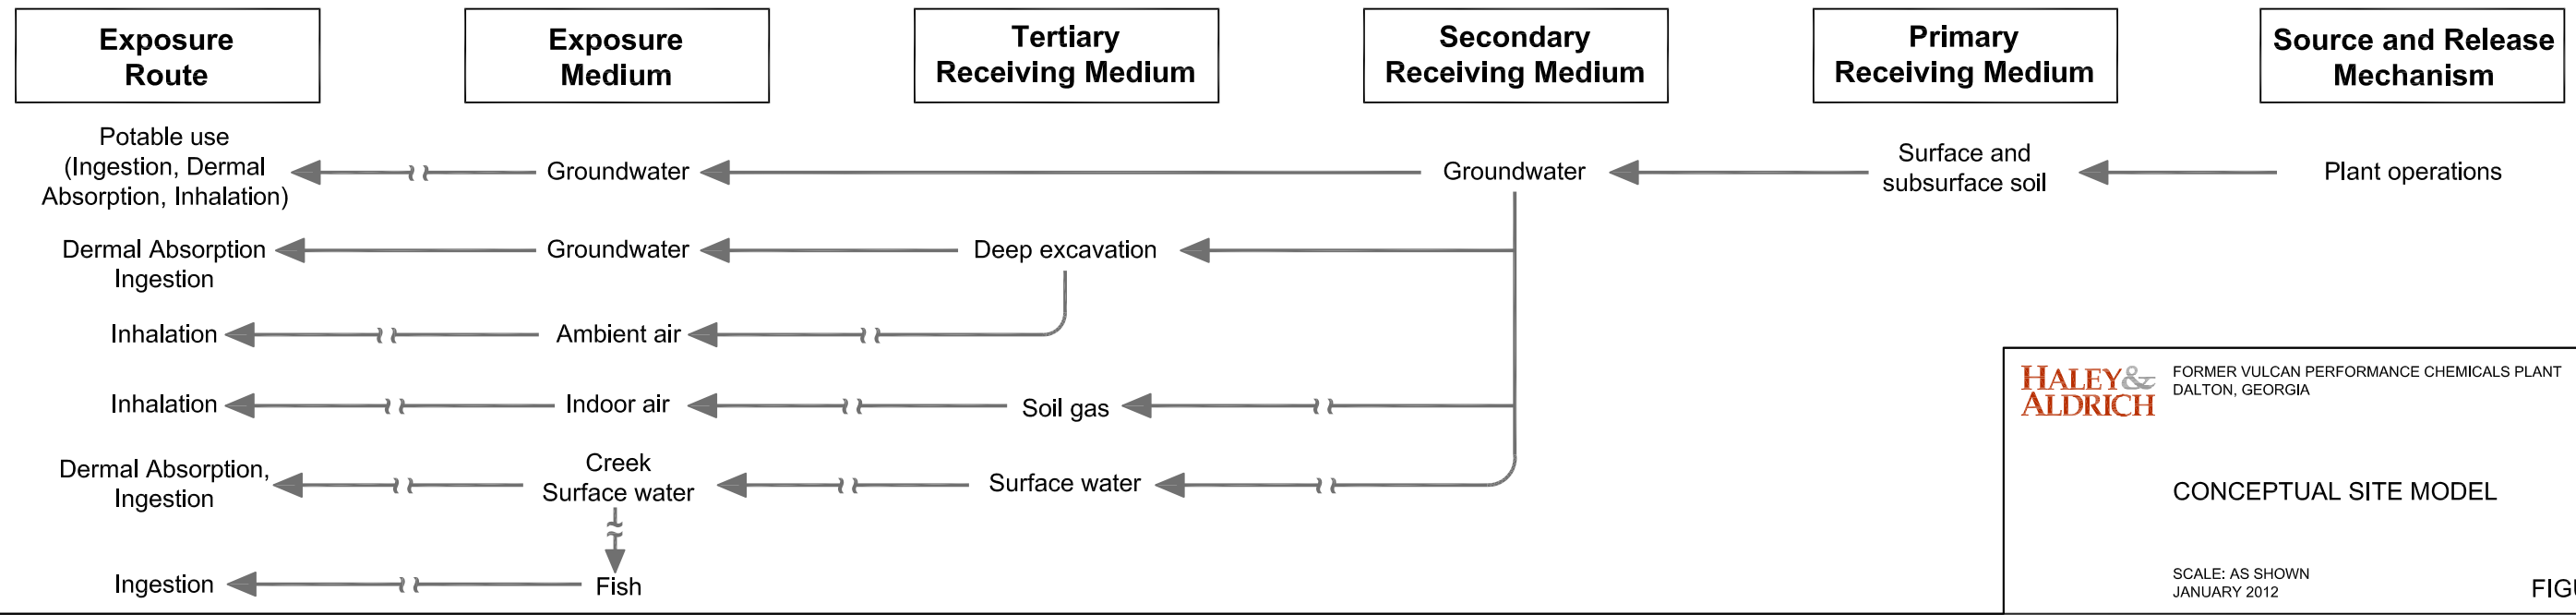 Exposure
Route
Exposure
Medium
Tertiary
Receiving Medium
Secondary
Receiving Medium
Primary
Receiving Medium
Source and Release
Mechanism
Potable use
(Ingestion, Dermal
Absorption, Inhalation)
Groundwater
Groundwater
Surface and
subsurface soil
Plant operations
Dermal Absorption
Ingestion
Groundwater
Deep excavation
Inhalation
Ambient air
Inhalation
Indoor air
Soil gas
Dermal Absorption,
Ingestion
Creek
Surface water
Surface water
Ingestion
Fish
HALEY&
ALDRICH
FORMER VULCAN PERFORMANCE CHEMICALS PLANT
DALTON, GEORGIA
CONCEPTUAL SITE MODEL
SCALE: AS SHOWN
JANUARY 2012